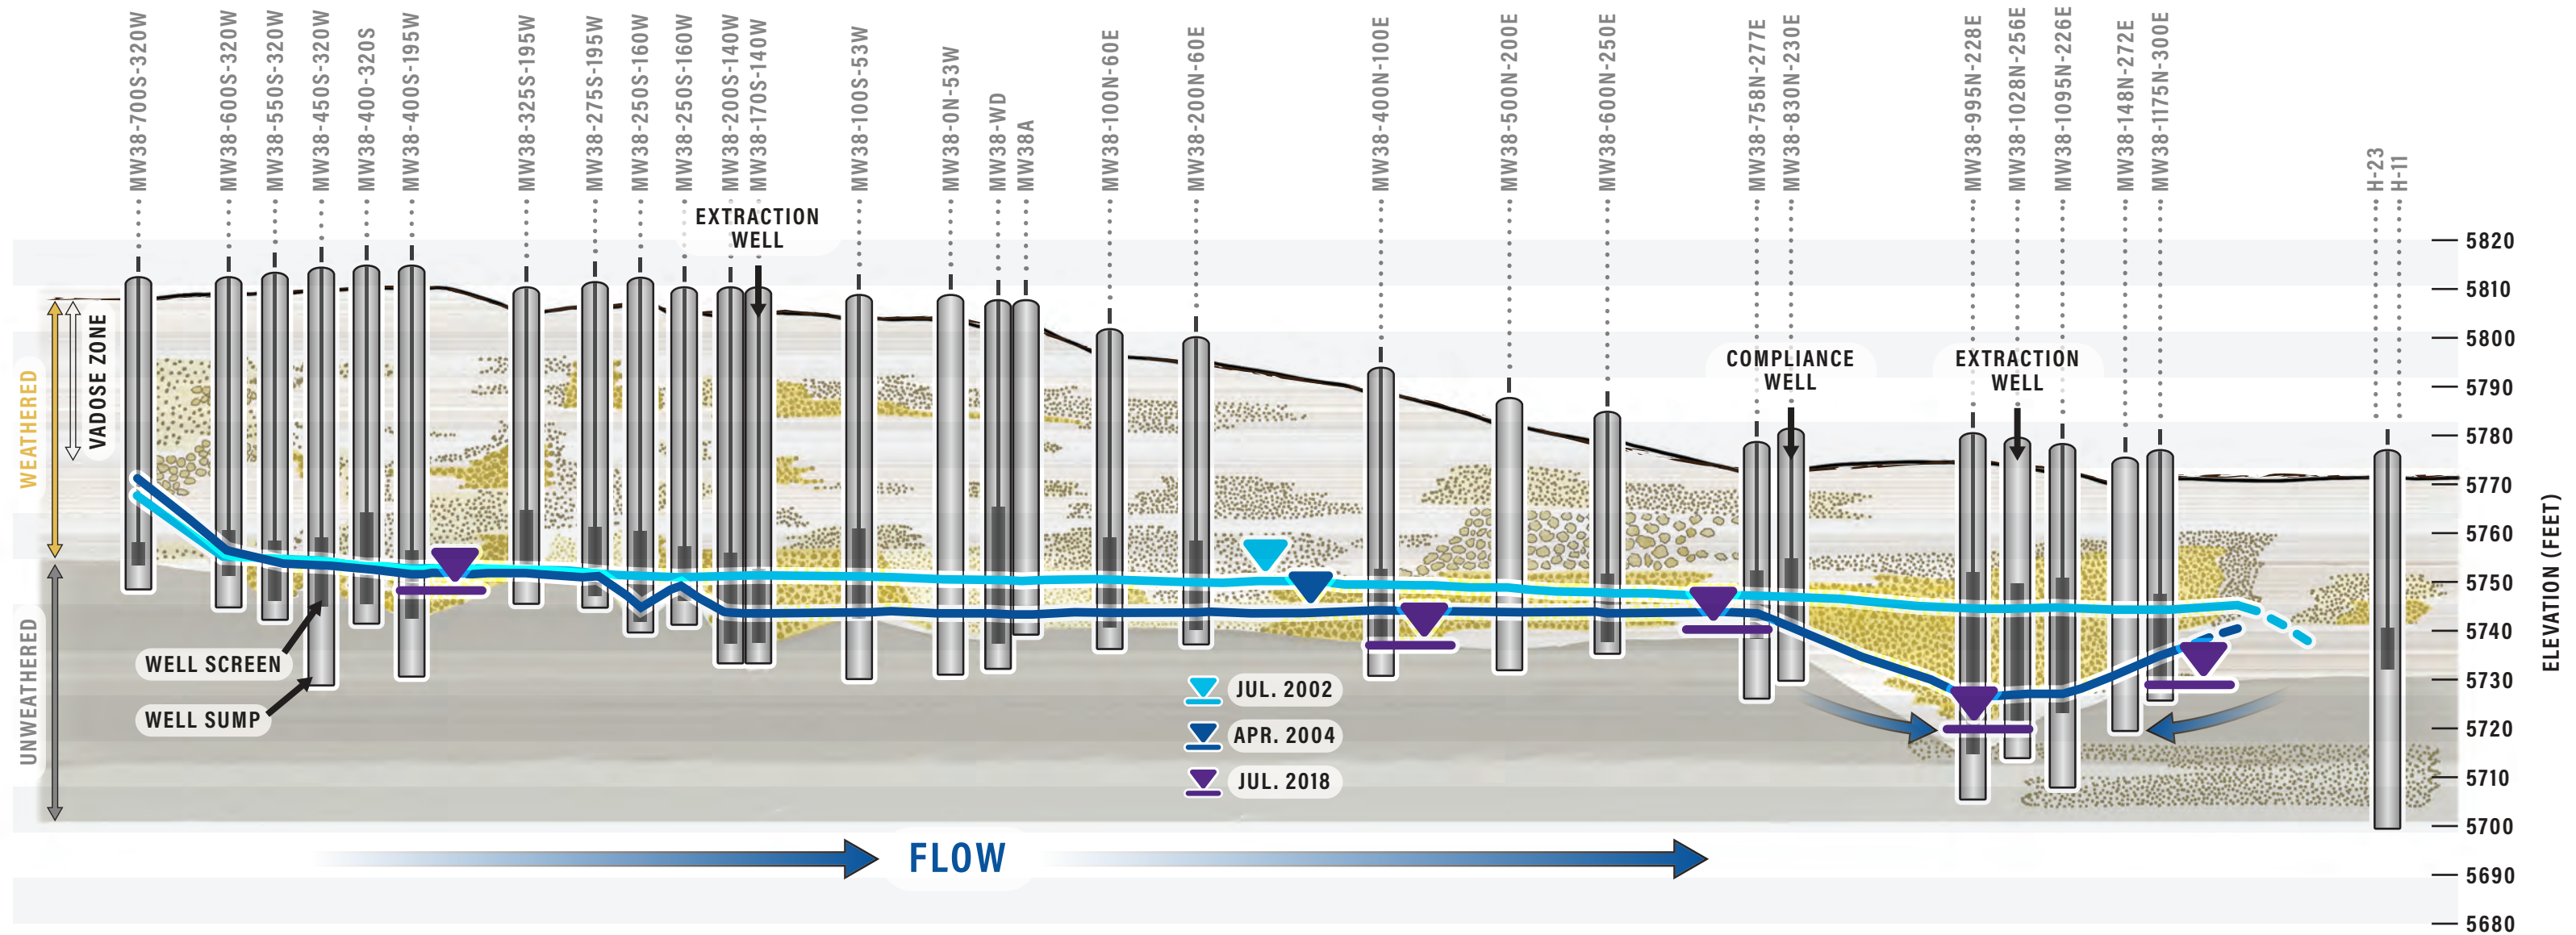 MW38-700S-320W
MW38-600S-320W
MW38-550S-320W
MW38-450S-320W
MW38-400-320S
MW38-400S-195W
MW38-325S-195W
MW38-275S-195W
MW38-250S-160W
MW38-250S-160W
MW38-200S-140W
MW38-170S-140W
MW38-100S-53W
MW38-0N-53W
MW38-WD
MW38A
MW38-100N-60E
MW38-200N-60E
MW38-400N-100E
MW38-500N-200E
MW38-600N-250E
MW38-758N-277E
MW38-830N-230E
MW38-995N-228E
MW38-1028N-256E
MW38-1095N-226E
MW38-148N-272E
MW38-1175N-300E
H-23
H-11
EXTRACTION
WELL
COMPLIANCE
WELL
EXTRACTION
WELL
WEATHERED
VADOSE ZONE
UNWEATHERED
WELL SCREEN
WELL SUMP
JUL. 2002
APR. 2004
JUL. 2018
FLOW
5820
5810
5800
5790
5780
5770
5760
5750
5740
5730
5720
5710
5700
5690
5680
ELEVATION (FEET)